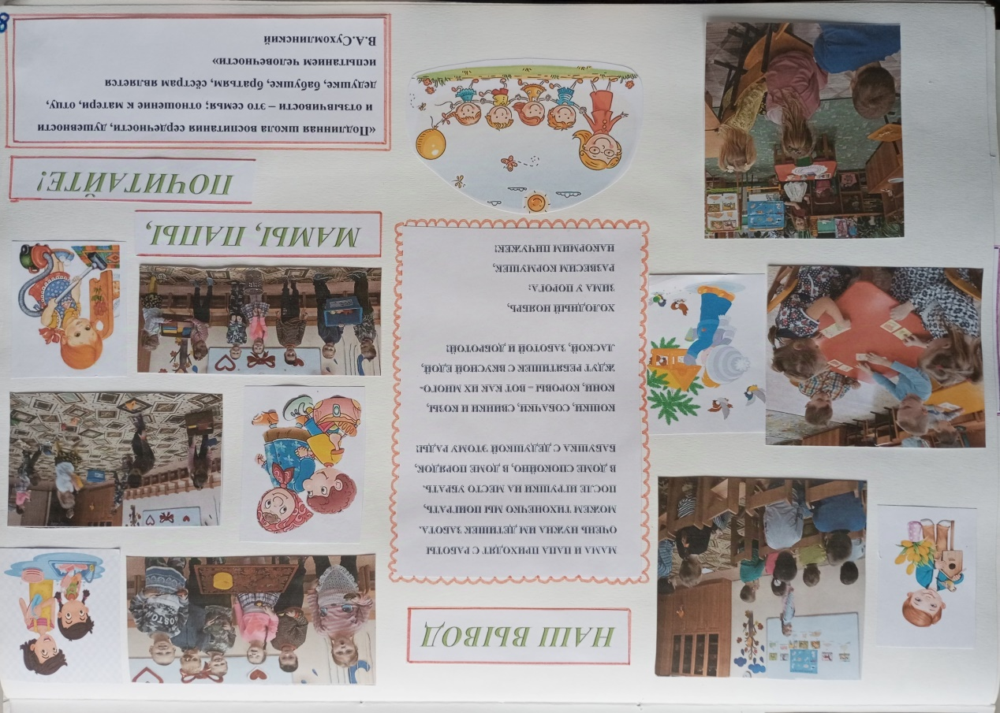 НАШ ВЫВОД
МАМА И ПАПА ПРИХОДЯТ С РАБОТЫ
ОЧЕНЬ НУЖНА ИМ ДЕТИШЕК ЗАБОТА.
МОЖЕМ ТИХОНЕЧКО МЫ ПОИГРАТЬ,
ПОСЛЕ ИГРУШКИ НА МЕСТО УБРАТЬ.
В ДОМЕ СПОКОЙНО, В ДОМЕ ПОРЯДОК,
БАБУШКА С ДЕДУШКОЙ ЭТОМУ РАДЫ!
КОШКИ, СОБАЧКИ, СВИНКИ И КОЗЫ,
КОНИ, КОРОВЫ – ВОТ КАК ИХ МНОГО-
ЖДУТ РЕБЯТИШЕК С ВКУСНОЙ ЕДОЙ,
ЛАСКОЙ, ЗАБОТОЙ И ДОБРОТОЙ!
ХОЛОДНЫЙ НОЯБРЬ,
ЗИМА У ПОРОГА:
РАЗВЕСИМ КОРМУШЕК,
НАКОРМИМ ПИЧУЖЕК!
МАМЫ, ПАПЫ,
ПОЧИТАЙТЕ!
«Подлинная школа воспитания сердечности, душевности
и отзывчивости – это семья; отношение к матери, отцу,
дедушке, бабушке, братьям, сёстрам является
испытанием человечности»
В.А.Сухомлинский
8